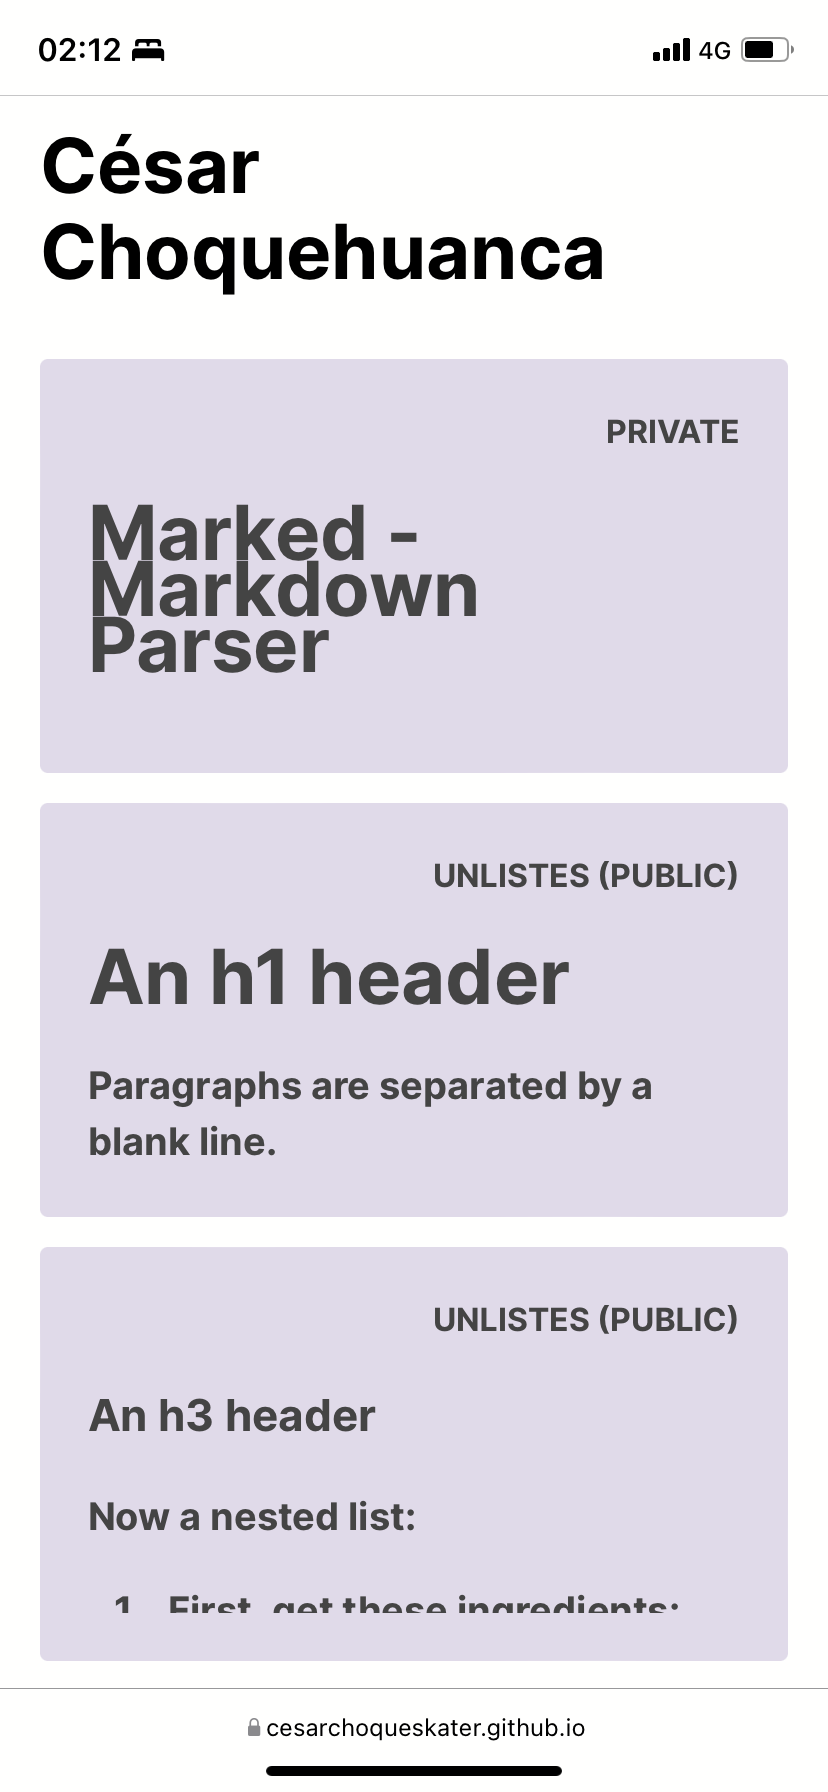 02:12
4G
César
Choquehuanca
PRIVATE
Marked -
Markdown
Parser
UNLISTES (PUBLIC)
An h1 header
Paragraphs are separated by a
blank line.
UNLISTES (PUBLIC)
An h3 header
Now a nested list:
1. First, get these ingredients:
cesarchoqueskater.github.io